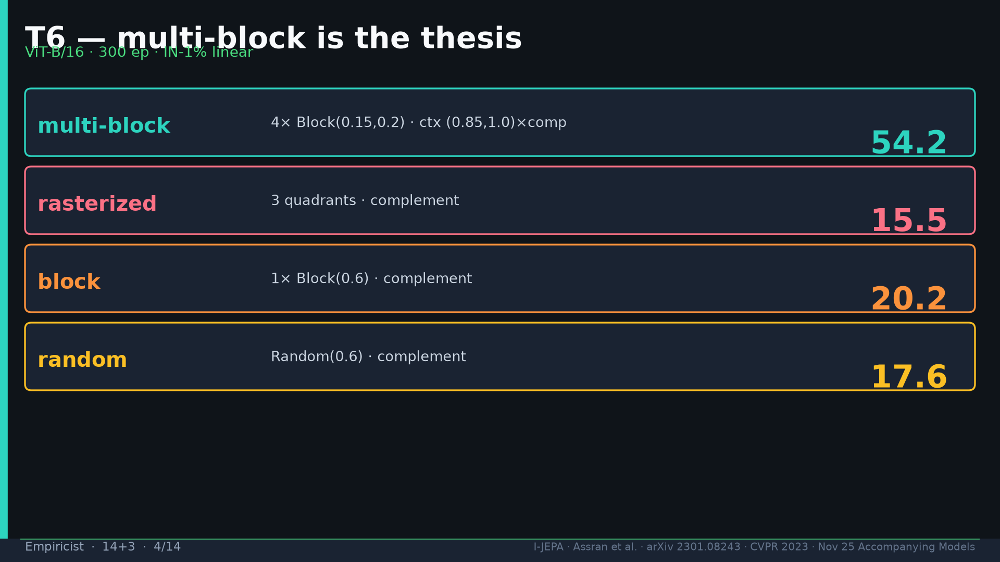 T6 — multi-block is the thesis
ViT-B/16 · 300 ep · IN-1% linear
multi-block
4× Block(0.15,0.2) · ctx (0.85,1.0)×comp
54.2
rasterized
3 quadrants · complement
15.5
block
1× Block(0.6) · complement
20.2
random
Random(0.6) · complement
17.6
Empiricist · 14+3 · 4/14
I-JEPA · Assran et al. · arXiv 2301.08243 · CVPR 2023 · Nov 25 Accompanying Models